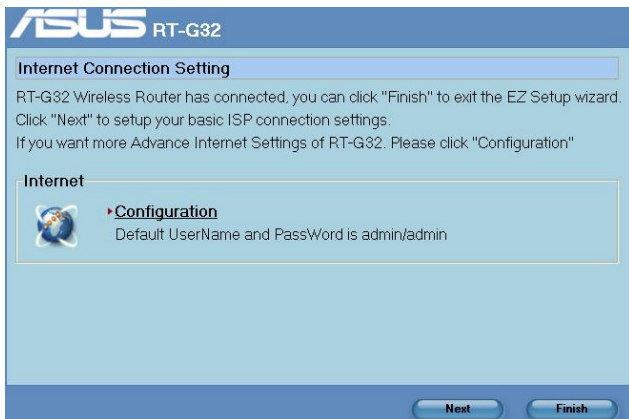 ASUS RT-G32
Internet Connection Setting
RT-G32 Wireless Router has connected, you can click "Finish" to exit the EZ Setup wizard.
Click "Next" to setup your basic ISP connection settings.
If you want more Advance Internet Settings of RT-G32. Please click "Configuration"
Internet
Configuration
Default UserName and PassWord is admin/admin
Next Finish